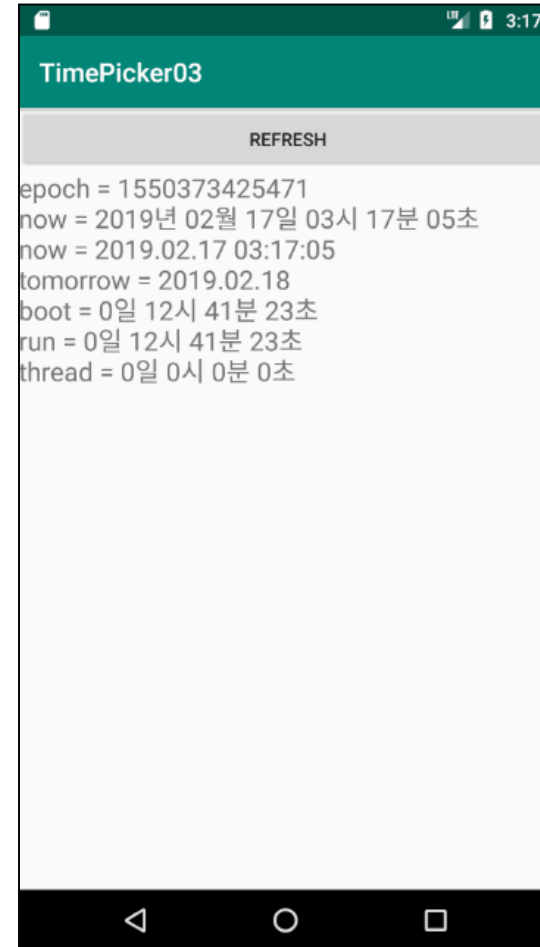 LTE 3:17
TimePicker03
REFRESH
epoch = 1550373425471
now = 2019년 02월 17일 03시 17분 05초
now = 2019.02.17 03:17:05
tomorrow = 2019.02.18
boot = 0일 12시 41분 23초
run = 0일 12시 41분 23초
thread = 0일 0시 0분 0초